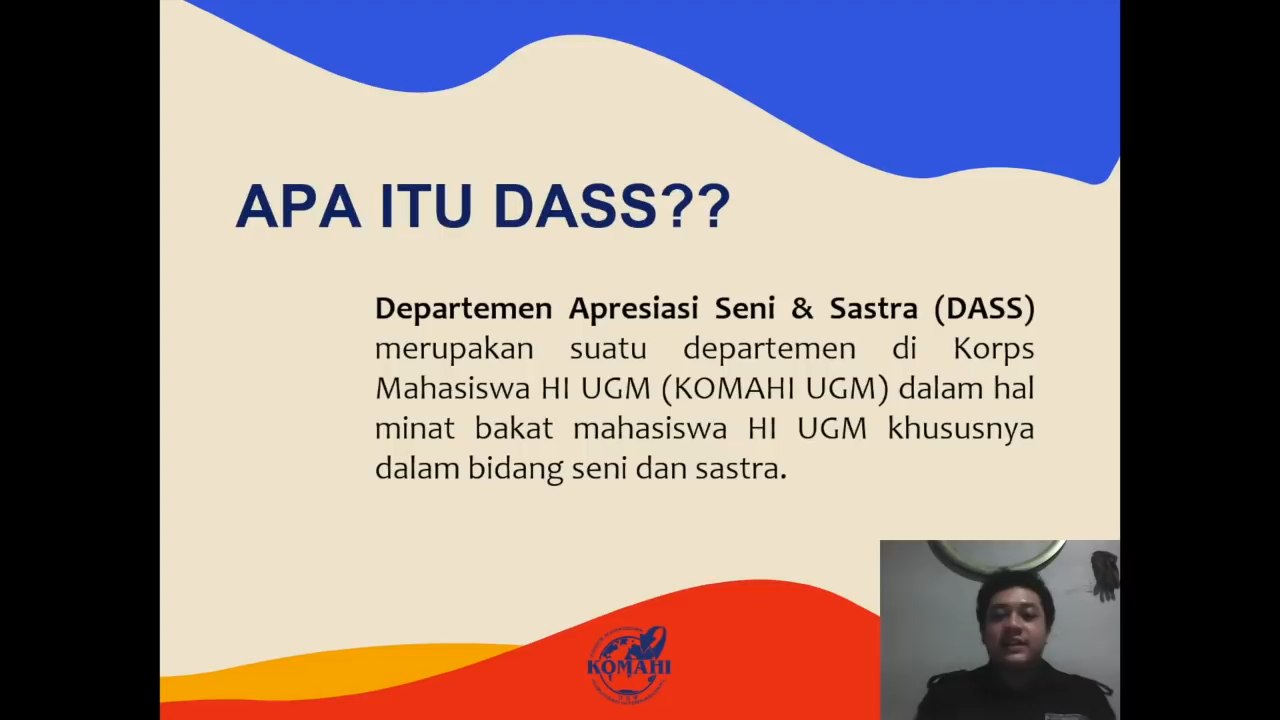 APA ITU DASS??
Departemen Apresiasi Seni & Sastra (DASS)
merupakan suatu departemen di Korps
Mahasiswa HI UGM (KOMAHI UGM) dalam hal
minat bakat mahasiswa HI UGM khususnya
dalam bidang seni dan sastra.
KOMAHI